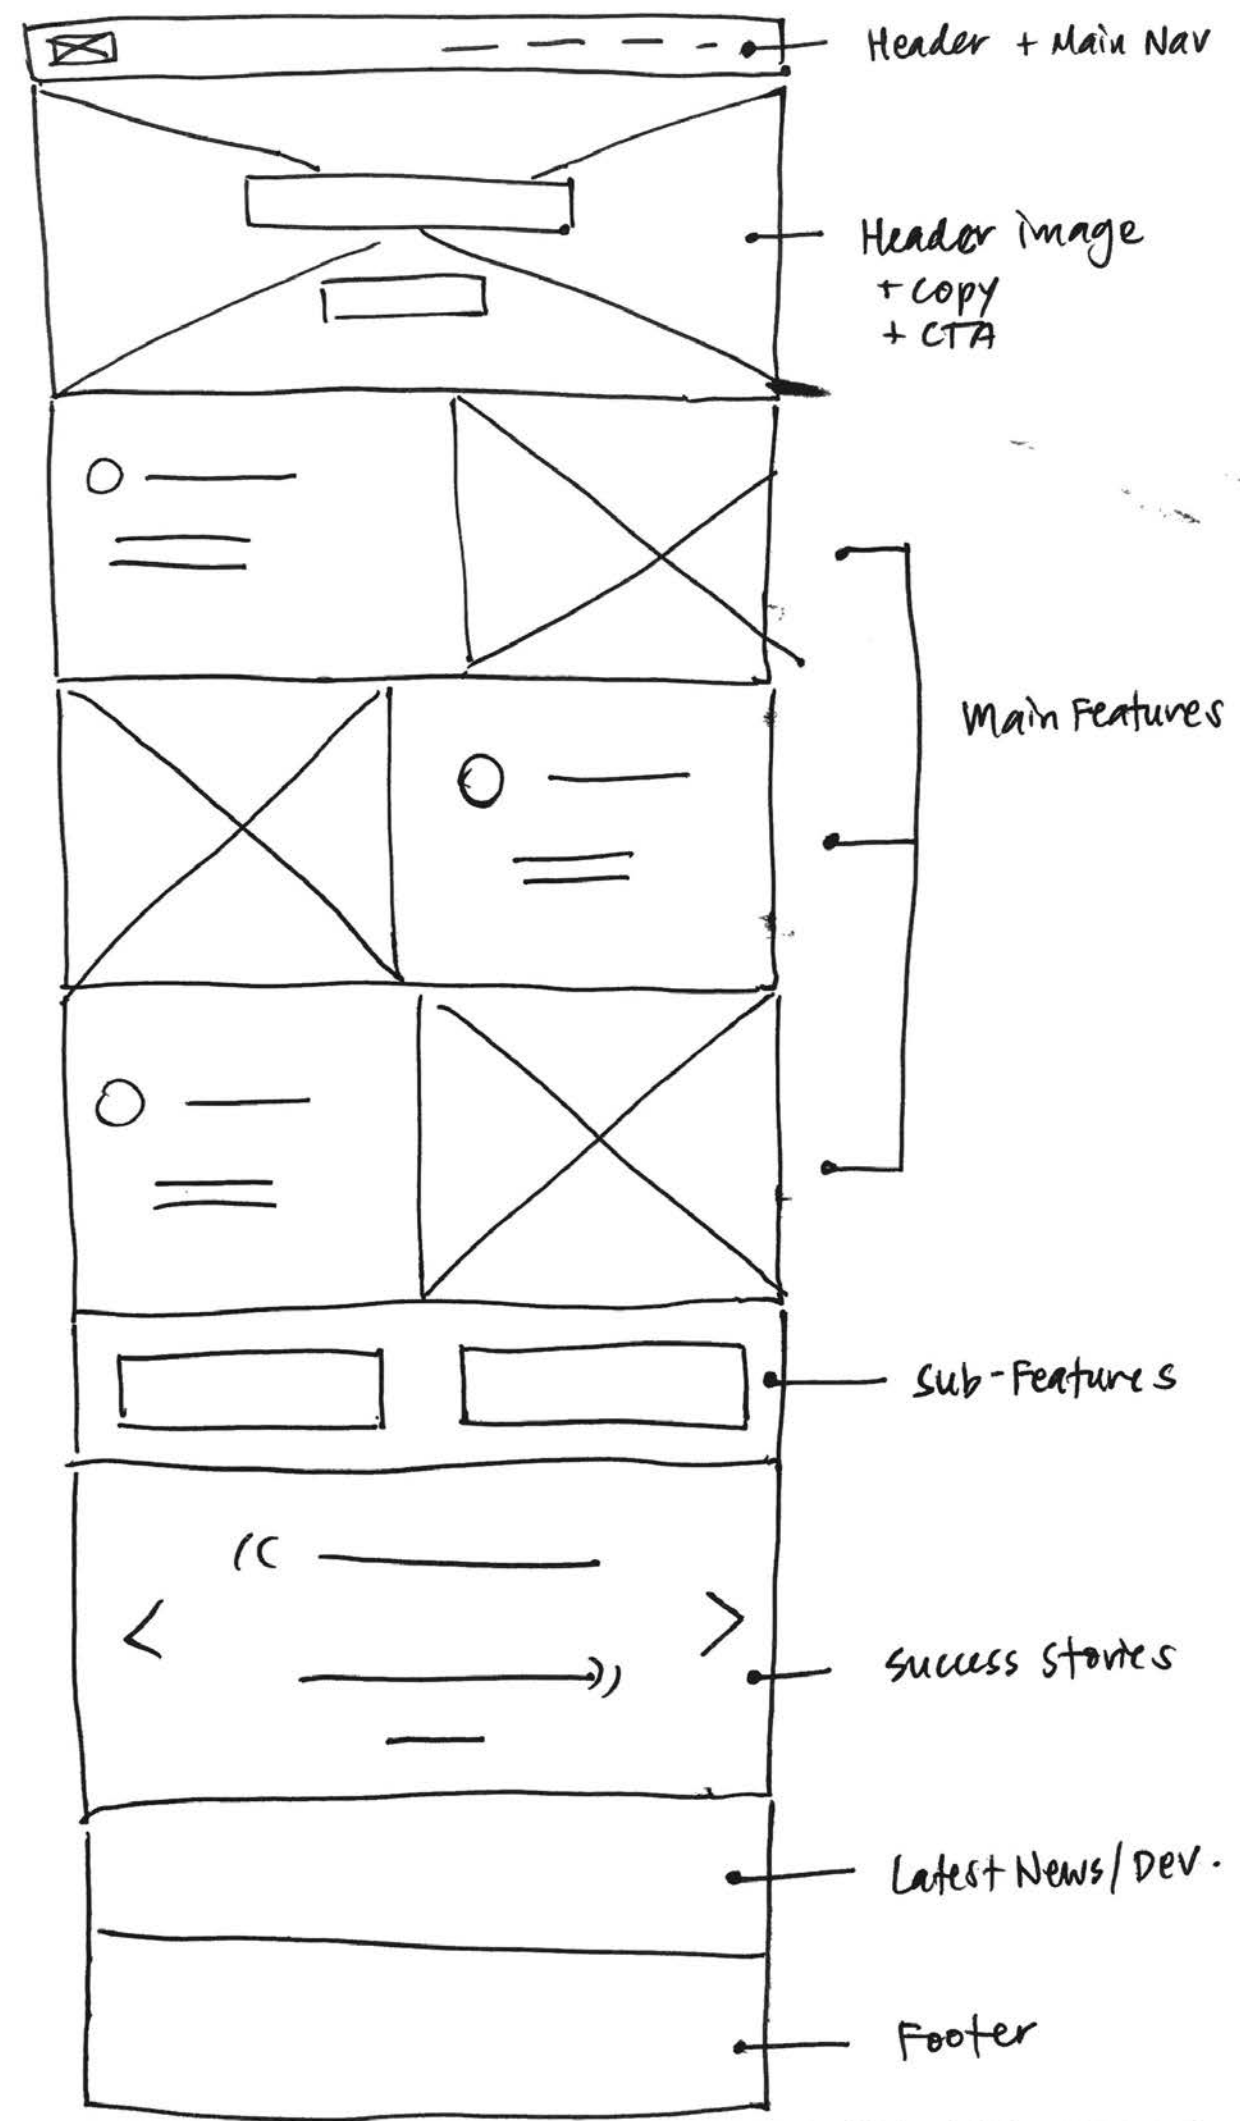 Header + Main Nav
Header image
+ copy
+ CTA
Main Features
Sub-Features
Success Stories
Latest News/Dev.
Footer